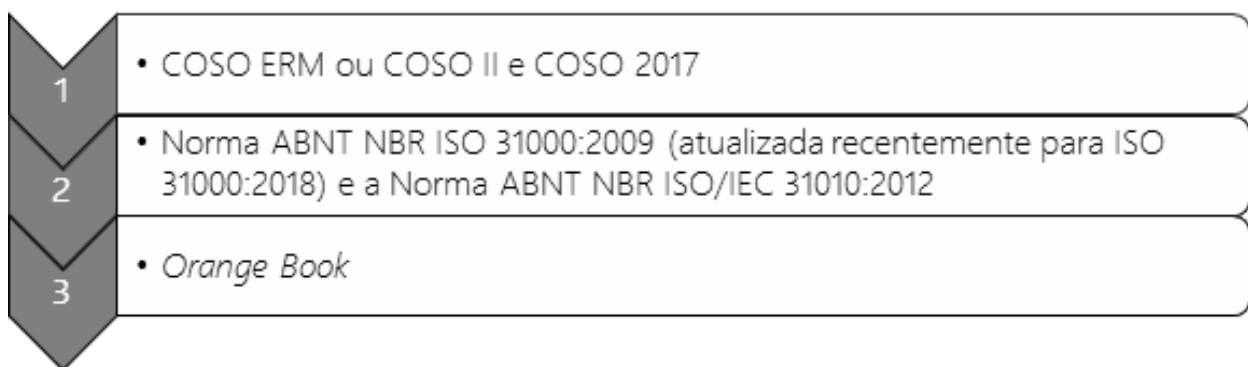 1
• COSO ERM ou COSO II e COSO 2017
2
• Norma ABNT NBR ISO 31000:2009 (atualizada recentemente para ISO
31000:2018) e a Norma ABNT NBR ISO/IEC 31010:2012
3
• Orange Book